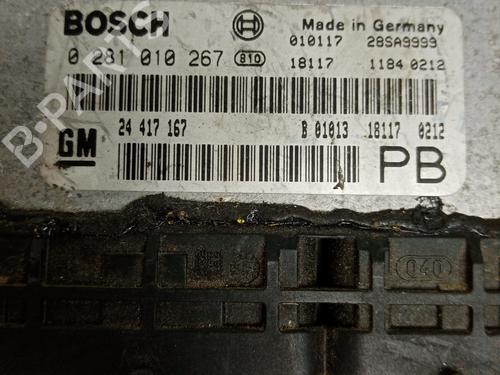 BOSCH
Made in Germany
010117 28SA9999
0 281 010 267 810 18117 1184 0212
GM 24 417 167 B 01013 18117 0212
PB
040
B-PARTS